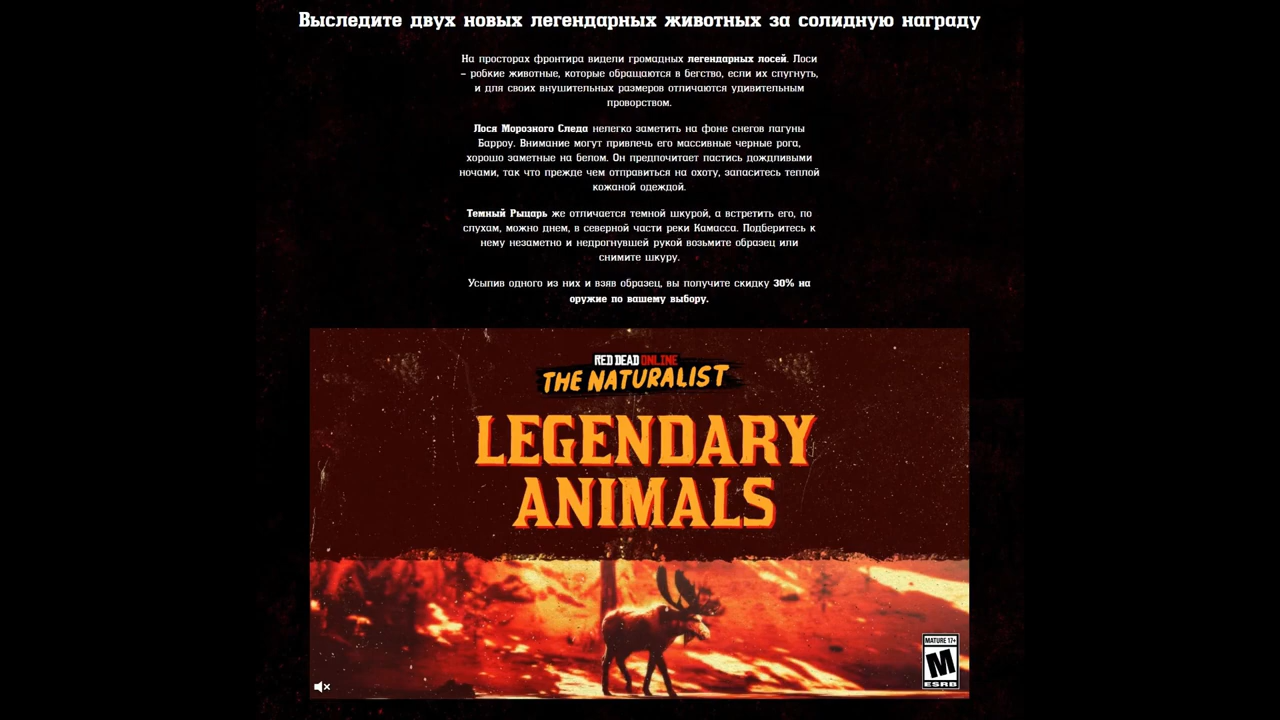 Выследите двух новых легендарных животных за солидную награду
На просторах фронтира видели громадных легендарных лосей. Лоси
– робкие животные, которые обращаются в бегство, если их спугнуть,
и для своих внушительных размеров отличаются удивительным
проворством.
Лося Морозного Следа нелегко заметить на фоне снегов лагуны
Барроу. Внимание могут привлечь его массивные черные рога,
хорошо заметные на белом. Он предпочитает пастись дождливыми
ночами, так что прежде чем отправиться на охоту, запаситесь теплой
кожаной одеждой.
Темный Рыцарь же отличается темной шкурой, а встретить его, по
слухам, можно днем, в северной части реки Камасса. Подберитесь к
нему незаметно и недрогнувшей рукой возьмите образец или
снимите шкуру.
Усыпив одного из них и взяв образец, вы получите скидку 30% на
оружие по вашему выбору.
RED DEAD ONLINE
THE NATURALIST
LEGENDARY
ANIMALS
MATURE 17+
M
ESRB